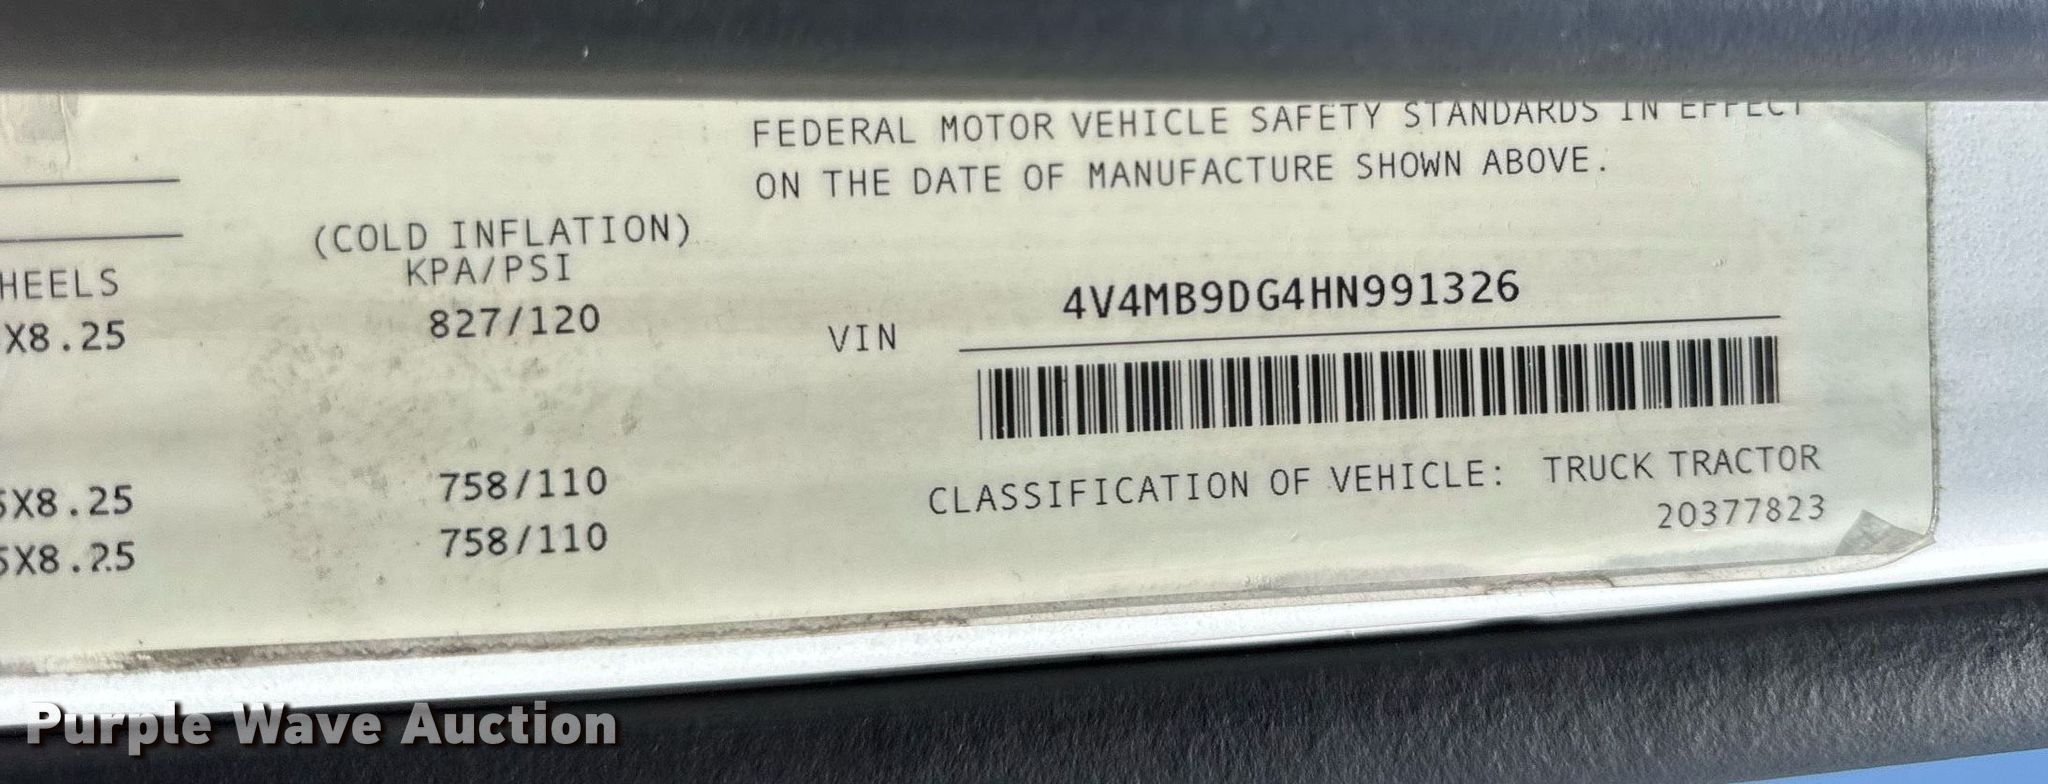 FEDERAL MOTOR VEHICLE SAFETY STANDARDS IN EFFECT
ON THE DATE OF MANUFACTURE SHOWN ABOVE.
(COLD INFLATION)
HEELS KPA/PSI
X8.25 827/120
VIN 4V4MB9DG4HN991326
5X8.25 758/110
5X8.25 758/110
CLASSIFICATION OF VEHICLE: TRUCK TRACTOR
20377823
Purple Wave Auction